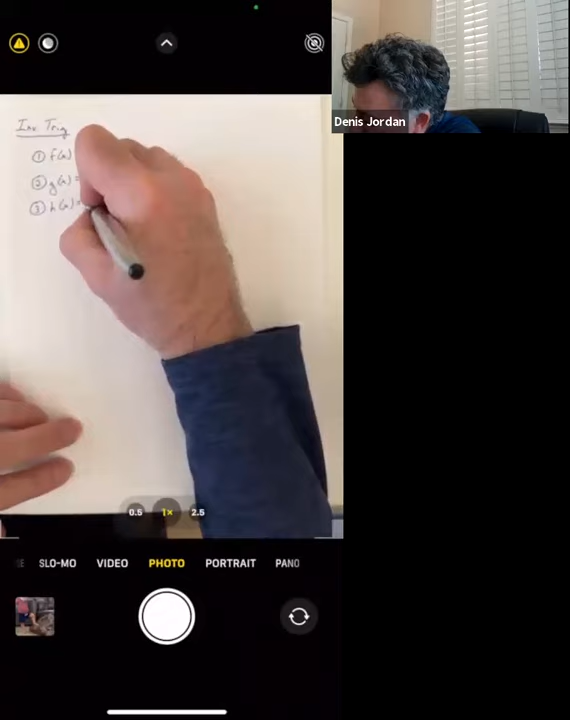 Denis Jordan
Inv. Trig
① f(x)
② g(x) =
③ h(x) =
0.5 1× 2.5
SLO-MO VIDEO PHOTO PORTRAIT PANO